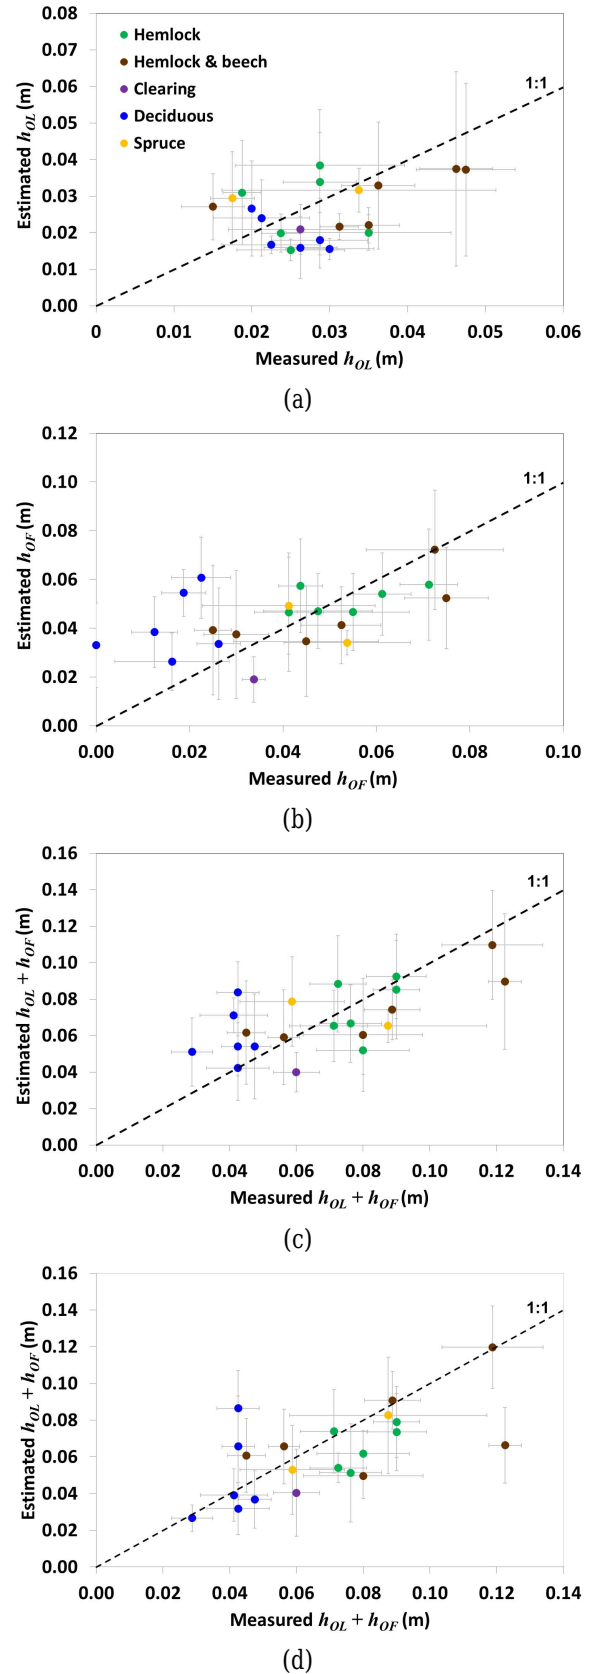 0.08
0.07
0.06
0.05
0.04
0.03
0.02
0.01
0.00
Estimated hOL (m)
Hemlock
Hemlock & beech
Clearing
Deciduous
Spruce
1:1
0 0.01 0.02 0.03 0.04 0.05 0.06
Measured hOL (m)
(a)
0.12
0.10
0.08
0.06
0.04
0.02
0.00
Estimated hOF (m)
1:1
0.00 0.02 0.04 0.06 0.08 0.10
Measured hOF (m)
(b)
0.16
0.14
0.12
0.10
0.08
0.06
0.04
0.02
0.00
Estimated hOL + hOF (m)
1:1
0.00 0.02 0.04 0.06 0.08 0.10 0.12 0.14
Measured hOL + hOF (m)
(c)
0.16
0.14
0.12
0.10
0.08
0.06
0.04
0.02
0.00
Estimated hOL + hOF (m)
1:1
0.00 0.02 0.04 0.06 0.08 0.10 0.12 0.14
Measured hOL + hOF (m)
(d)